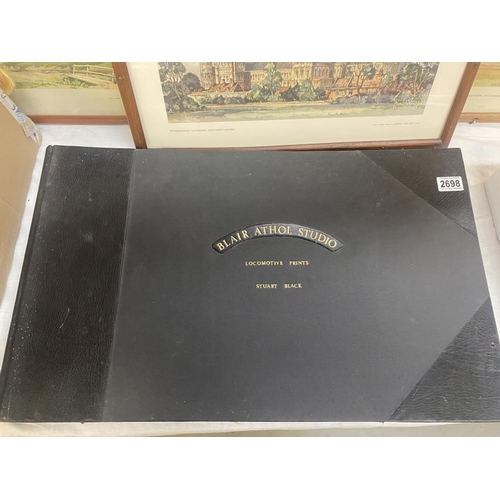 2698
BLAIR ATHOL STUDIO
LOCOMOTIVE PRINTS
STUART BLACK